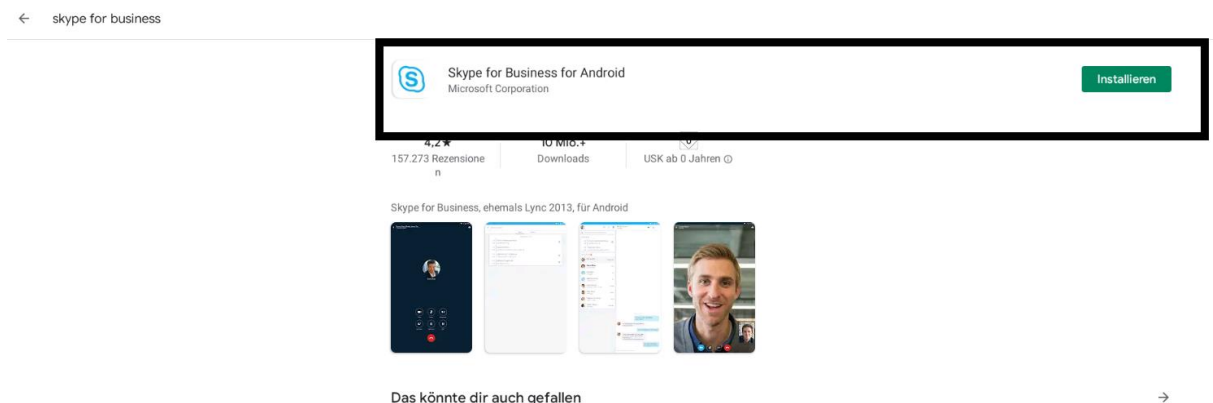 skype for business
Skype for Business for Android
Microsoft Corporation
Installieren
4,2★
10 Mio.+
0
157.273 Rezensione
n
Downloads
USK ab 0 Jahren
Skype for Business, ehemals Lync 2013, für Android
Das könnte dir auch gefallen